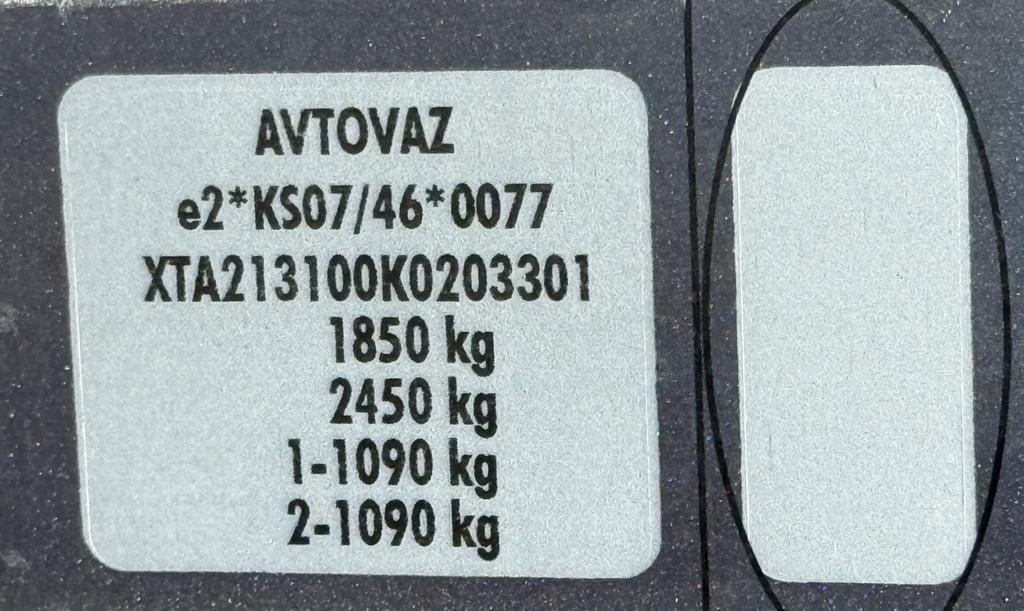 AVTOVAZ
e2*KS07/46*0077
XTA213100K0203301
1850 kg
2450 kg
1-1090 kg
2-1090 kg